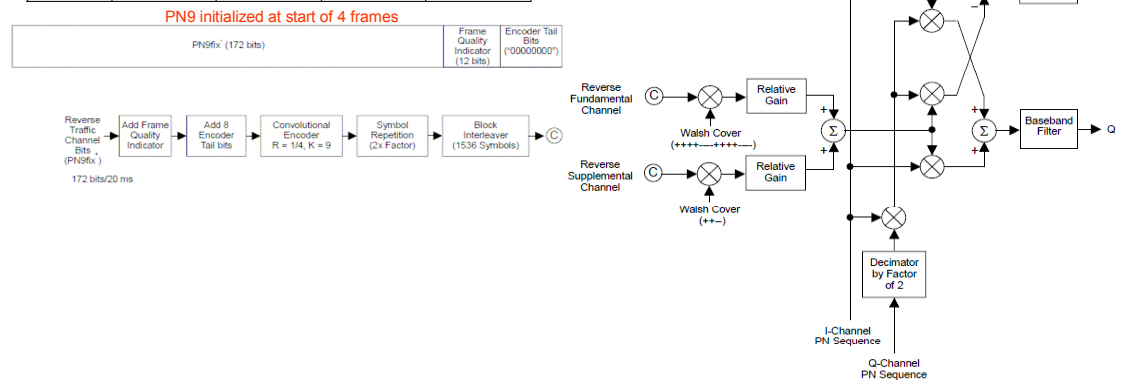 PN9 initialized at start of 4 frames
PN9fix' (172 bits)
Frame
Quality
Indicator
(12 bits)
Encoder Tail
Bits
("00000000")
Reverse
Traffic
Channel
Bits
(PN9fix )
172 bits/20 ms
Add Frame
Quality
Indicator
Add 8
Encoder
Tail bits
Convolutional
Encoder
R = 1/4, K = 9
Symbol
Repetition
(2x Factor)
Block
Interleaver
(1536 Symbols)
C
Reverse
Fundamental
Channel
C
Relative
Gain
Walsh Cover
(++++----++++----)
Reverse
Supplemental
Channel
C
Relative
Gain
Walsh Cover
(++–)
+
Σ
+
–
+
Σ
+
Baseband
Filter
Q
Decimator
by Factor
of 2
I-Channel
PN Sequence
Q-Channel
PN Sequence